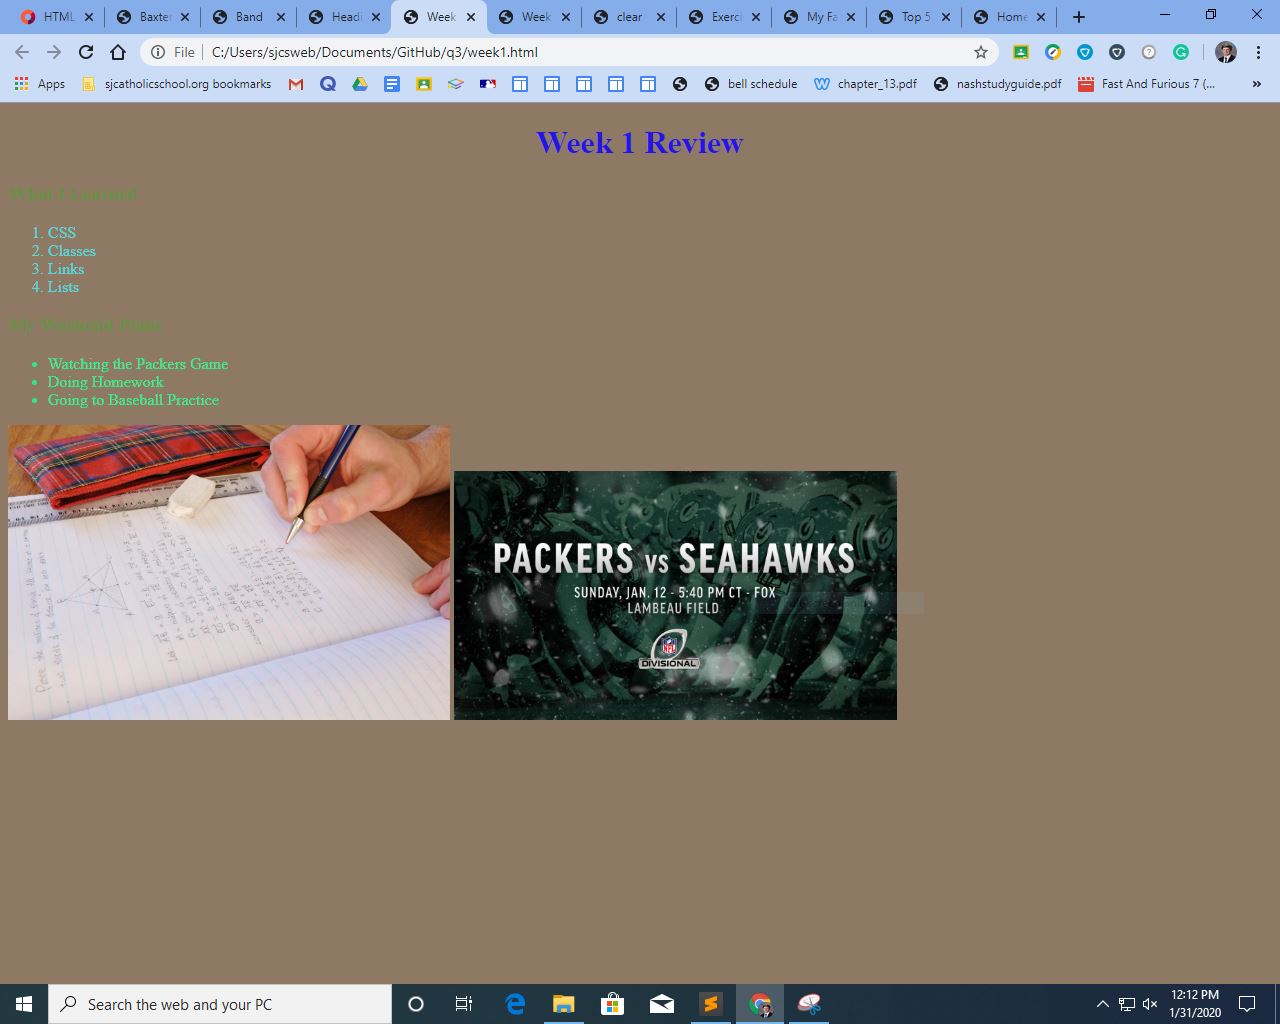 HTML
Baxter
Band
Headi
Week
Week
clear
Exerci
My Fa
Top 5
Home
File
C:/Users/sjcsweb/Documents/GitHub/q3/week1.html
Apps
sjcatholicschool.org bookmarks
bell schedule
chapter_13.pdf
nashstudyguide.pdf
Fast And Furious 7 (...
Week 1 Review
What I Learned
1. CSS
2. Classes
3. Links
4. Lists
My Weekend Plans
Watching the Packers Game
Doing Homework
Going to Baseball Practice
PACKERS VS SEAHAWKS
SUNDAY, JAN. 12 - 5:40 PM CT - FOX
LAMBEAU FIELD
NFL
DIVISIONAL
Search the web and your PC
12:12 PM
1/31/2020